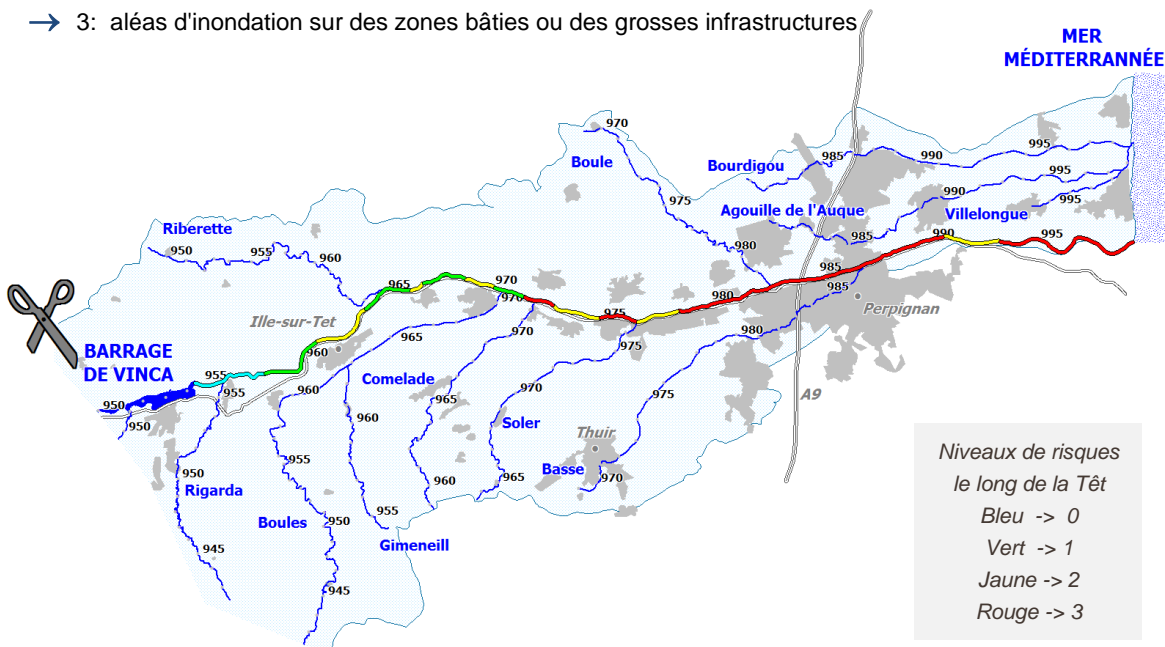 → 3: aléas d'inondation sur des zones bâties ou des grosses infrastructures
MER
MÉDITERRANNÉE
970
Boule
985
990
995
Bourdigou
975
990
995
Agouille de l'Auque
Villelongue
995
Riberette
950
955
960
985
990
995
980
965
970
970
985
985
980
Perpignan
Ille-sur-Tet
960
965
970
975
975
980
BARRAGE
DE VINCA
955
955
950
950
960
Comelade
960
965
970
Soler
975
A9
Thuir
Basse
970
955
950
Rigarda
960
965
Boules
950
955
Gimeneill
945
945
Niveaux de risques
le long de la Têt
Bleu -> 0
Vert -> 1
Jaune -> 2
Rouge -> 3